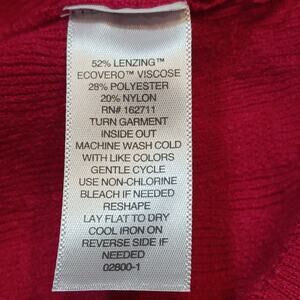 52% LENZING™
ECOVERO™ VISCOSE
28% POLYESTER
20% NYLON
RN# 162711
TURN GARMENT
INSIDE OUT
MACHINE WASH COLD
WITH LIKE COLORS
GENTLE CYCLE
USE NON-CHLORINE
BLEACH IF NEEDED
RESHAPE
LAY FLAT TO DRY
COOL IRON ON
REVERSE SIDE IF
NEEDED
02800-1